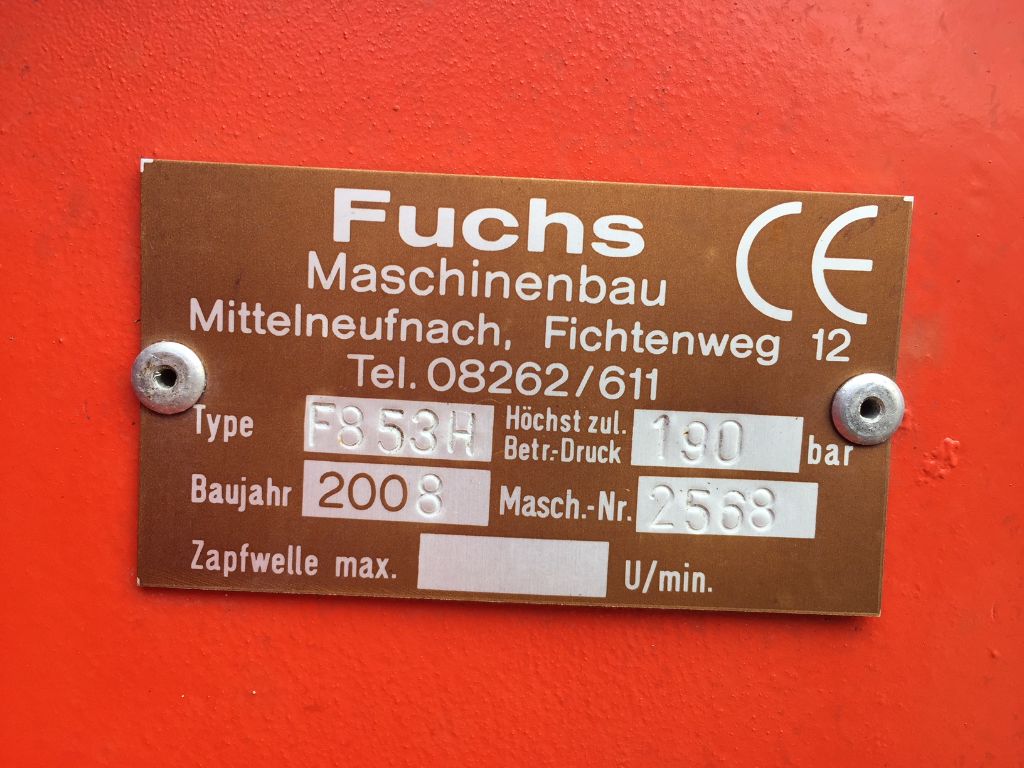 Fuchs
CE
Maschinenbau
Mittelneufnach, Fichtenweg 12
Tel. 08262/611
Type F853H Höchst zul. Betr.-Druck 190 bar
Baujahr 2008 Masch.-Nr. 2568
Zapfwelle max. U/min.